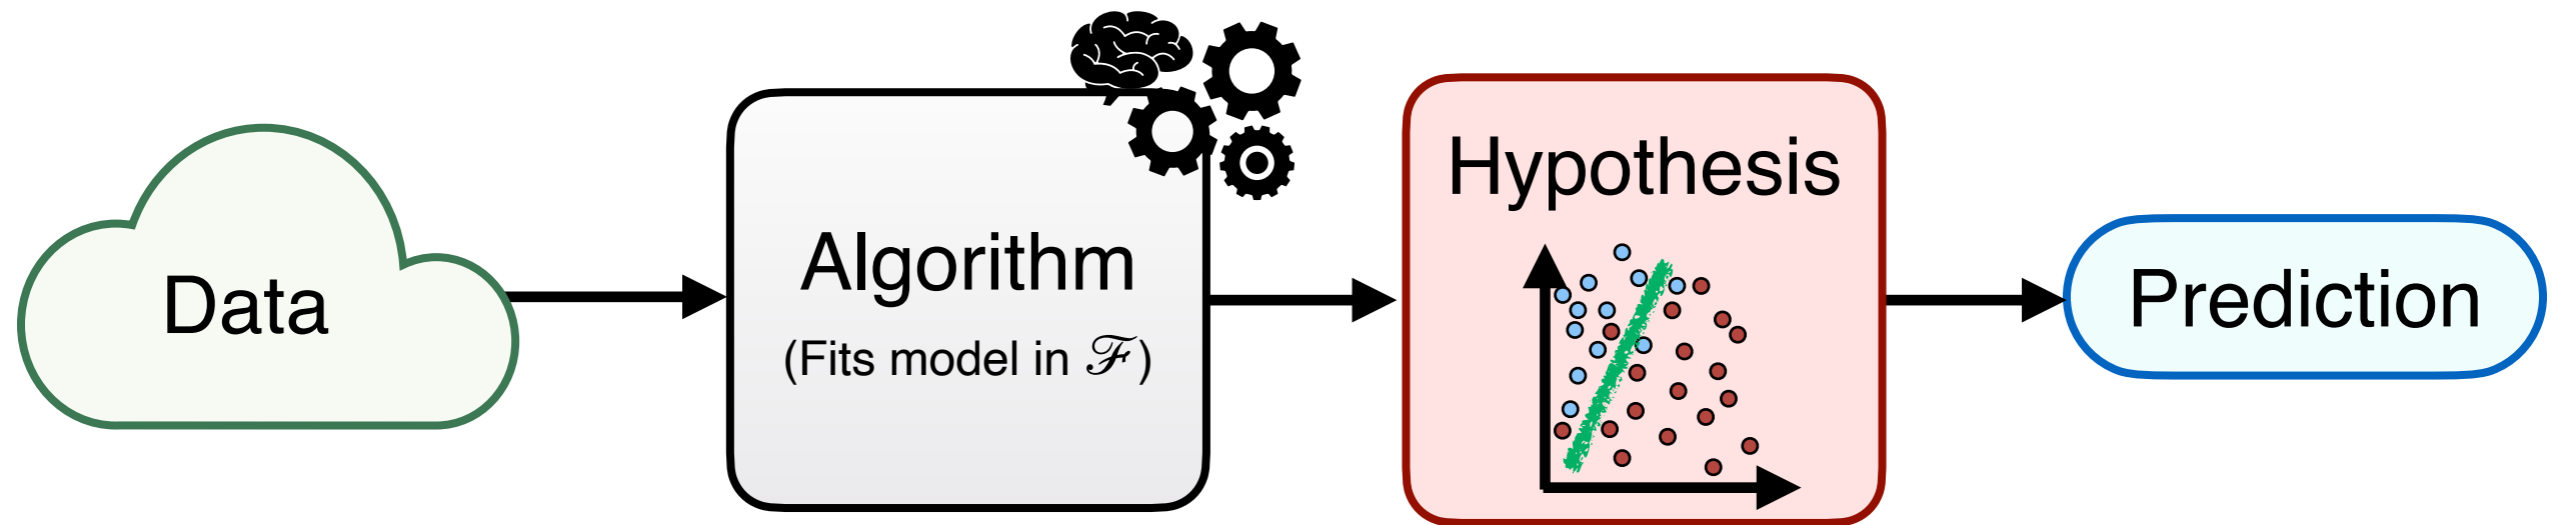 Data
Algorithm
(Fits model in ℱ)
Hypothesis
Prediction